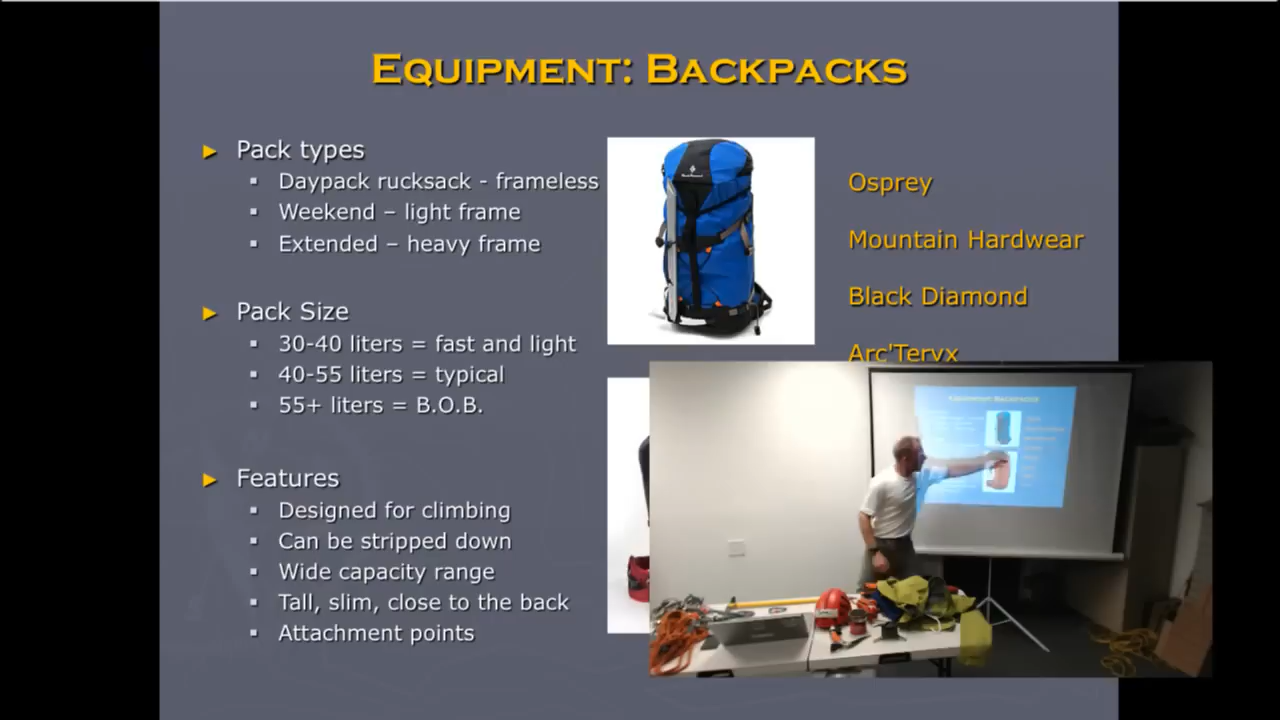 EQUIPMENT: BACKPACKS
► Pack types
▪ Daypack rucksack - frameless
▪ Weekend – light frame
▪ Extended – heavy frame
► Pack Size
▪ 30-40 liters = fast and light
▪ 40-55 liters = typical
▪ 55+ liters = B.O.B.
► Features
▪ Designed for climbing
▪ Can be stripped down
▪ Wide capacity range
▪ Tall, slim, close to the back
▪ Attachment points
Osprey
Mountain Hardwear
Black Diamond
Arc'Teryx
EQUIPMENT: BACKPACKS